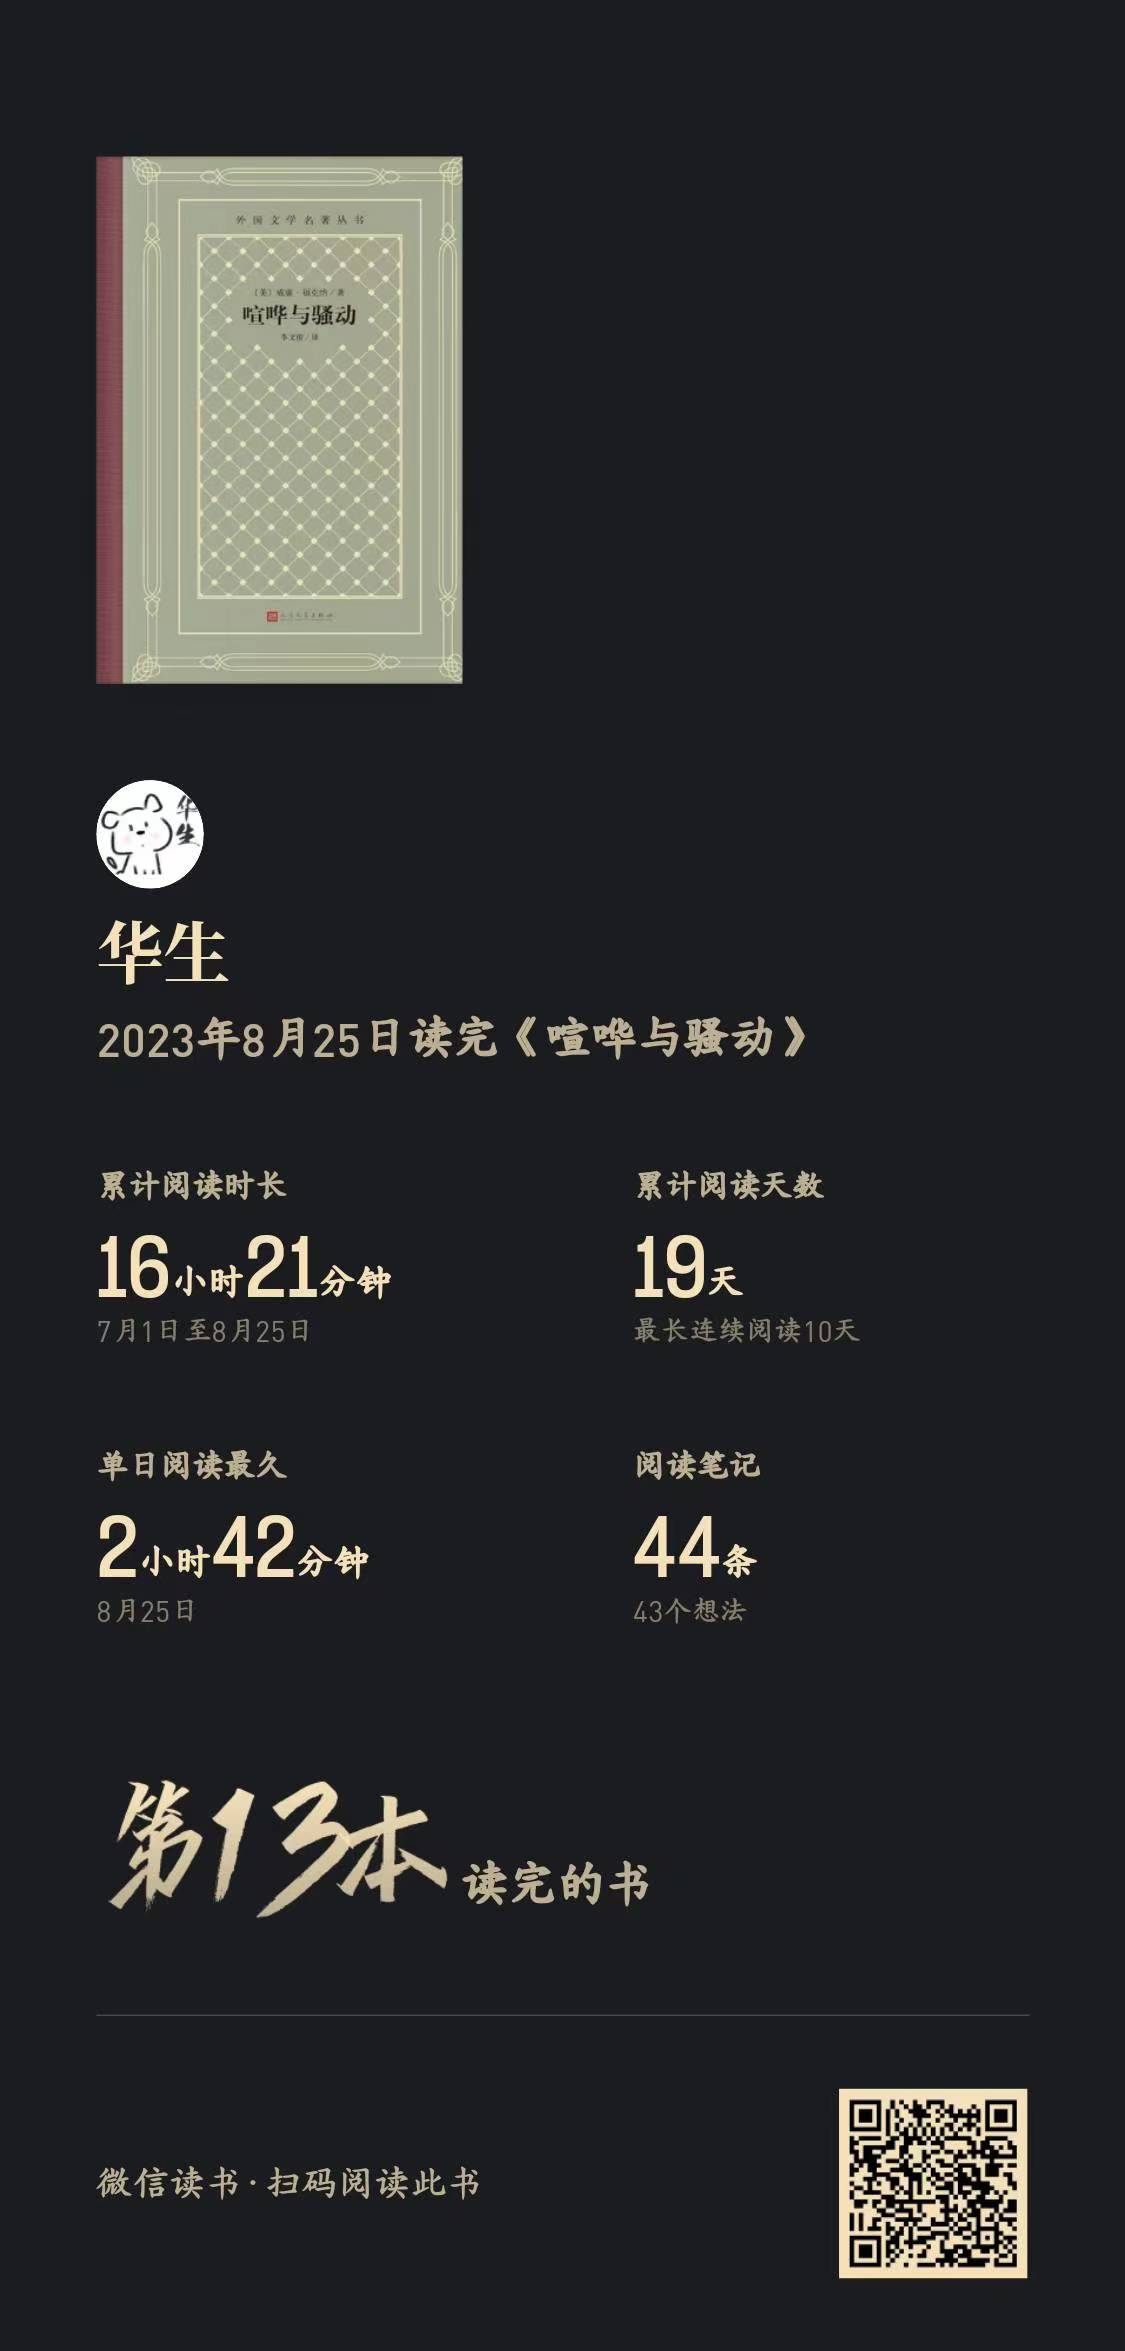 外国文学名著丛书
〔美〕威廉·福克纳／著
喧哗与骚动
李文俊／译
人民文学出版社
华生
华生
2023年8月25日读完《喧哗与骚动》
累计阅读时长
累计阅读天数
16小时21分钟
19天
7月1日至8月25日
最长连续阅读10天
单日阅读最久
阅读笔记
2小时42分钟
44条
8月25日
43个想法
第13本 读完的书
微信读书·扫码阅读此书